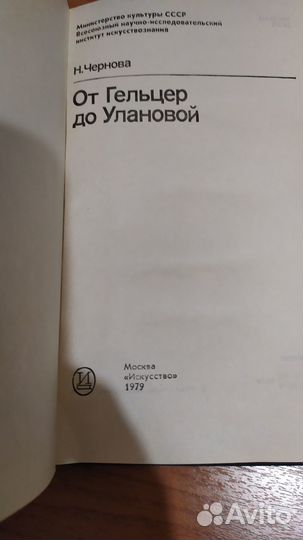 Министерство культуры СССР
Всесоюзный научно-исследовательский
институт искусствознания
Н.Чернова
От Гельцер
до Улановой
Москва
«Искусство»
1979
Avito